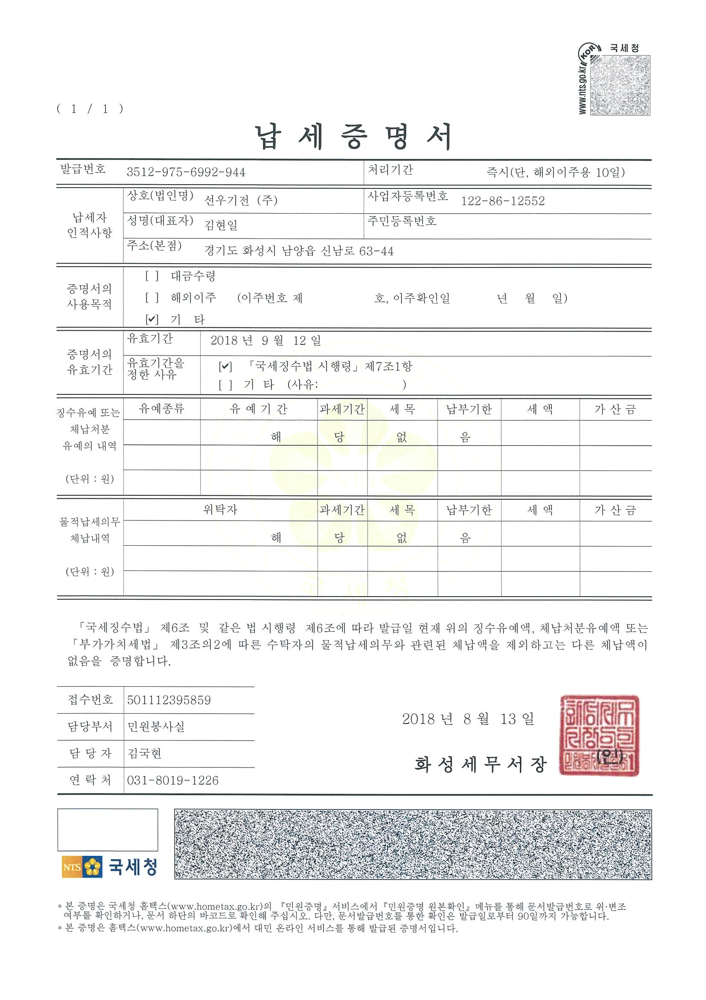 국세청
KOR
www.nts.go.kr
( 1 / 1 )
납 세 증 명 서
발급번호 3512-975-6992-944 처리기간 즉시(단, 해외이주용 10일)
납세자 인적사항
상호(법인명) 선우기전 (주) 사업자등록번호 122-86-12552
성명(대표자) 김현일 주민등록번호
주소(본점) 경기도 화성시 남양읍 신남로 63-44
증명서의 사용목적
[ ] 대금수령
[ ] 해외이주 (이주번호 제 호, 이주확인일 년 월 일)
[✔] 기 타
증명서의 유효기간
유효기간 2018 년 9 월 12 일
유효기간을 정한 사유
[✔] 「국세징수법 시행령」제7조1항
[ ] 기 타 (사유: )
징수유예 또는
체납처분
유예의 내역
(단위 : 원)
유예종류 유 예 기 간 과세기간 세 목 납부기한 세 액 가 산 금
해 당 없 음
물적납세의무
체납내역
(단위 : 원)
위탁자 과세기간 세 목 납부기한 세 액 가 산 금
해 당 없 음
「국세징수법」 제6조 및 같은 법 시행령 제6조에 따라 발급일 현재 위의 징수유예액, 체납처분유예액 또는
「부가가치세법」 제3조의2에 따른 수탁자의 물적납세의무와 관련된 체납액을 제외하고는 다른 체납액이
없음을 증명합니다.
접수번호 501112395859
담당부서 민원봉사실
담 당 자 김국현
연 락 처 031-8019-1226
2018 년 8 월 13 일
화 성 세 무 서 장
(인)
NTS 국세청
* 본 증명은 국세청 홈택스(www.hometax.go.kr)의 『민원증명』서비스에서『민원증명 원본확인』메뉴를 통해 문서발급번호로 위·변조
여부를 확인하거나, 문서 하단의 바코드로 확인해 주십시오. 다만, 문서발급번호를 통한 확인은 발급일로부터 90일까지 가능합니다.
* 본 증명은 홈택스(www.hometax.go.kr)에서 대민 온라인 서비스를 통해 발급된 증명서입니다.